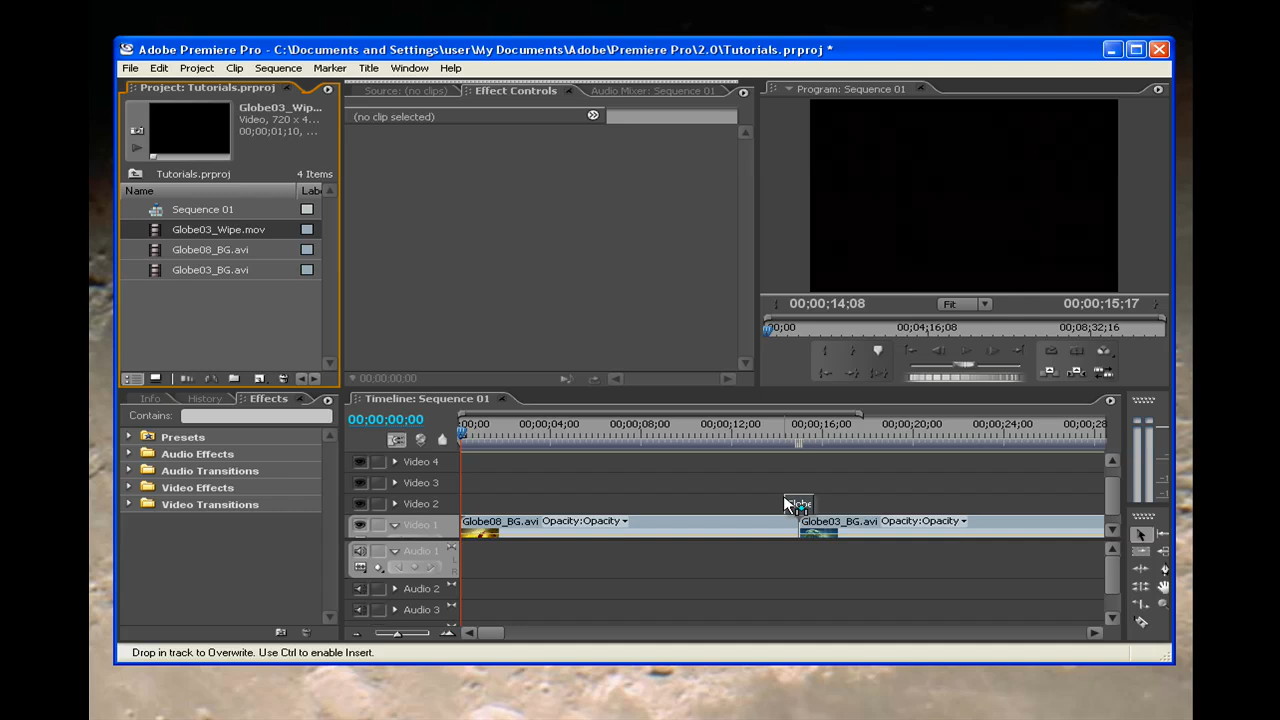 Adobe Premiere Pro - C:\Documents and Settings\user\My Documents\Adobe\Premiere Pro\2.0\Tutorials.prproj *
File Edit Project Clip Sequence Marker Title Window Help
Project: Tutorials.prproj
Globe03_Wip...
Video, 720 x 4...
00;00;01;10, ...
Tutorials.prproj 4 Items
Name Labe
Sequence 01
Globe03_Wipe.mov
Globe08_BG.avi
Globe03_BG.avi
Source: (no clips) Effect Controls Audio Mixer: Sequence 01
(no clip selected)
00;00;00;00
Program: Sequence 01
00;00;14;08 Fit 00;00;15;17
00;00 00;04;16;08 00;08;32;16
Info History Effects
Contains:
Presets
Audio Effects
Audio Transitions
Video Effects
Video Transitions
Timeline: Sequence 01
00;00;00;00
00;00 00;00;04;00 00;00;08;00 00;00;12;00 00;00;16;00 00;00;20;00 00;00;24;00 00;00;28
Video 4
Video 3
Video 2 Globe
Video 1 Globe08_BG.avi Opacity:Opacity Globe03_BG.avi Opacity:Opacity
Audio 1
Audio 2
Audio 3
Drop in track to Overwrite. Use Ctrl to enable Insert.